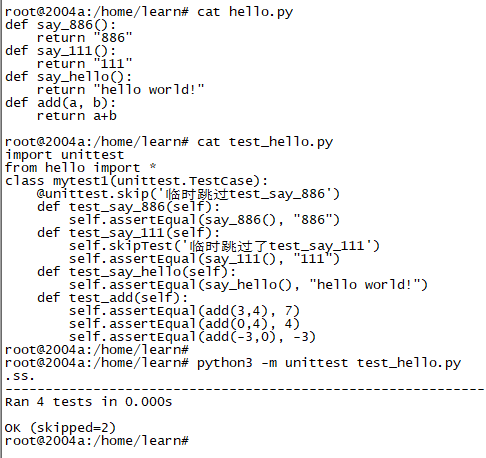 root@2004a:/home/learn# cat hello.py
def say_886():
    return "886"
def say_111():
    return "111"
def say_hello():
    return "hello world!"
def add(a, b):
    return a+b

root@2004a:/home/learn# cat test_hello.py
import unittest
from hello import *
class mytest1(unittest.TestCase):
    @unittest.skip('临时跳过test_say_886')
    def test_say_886(self):
        self.assertEqual(say_886(), "886")
    def test_say_111(self):
        self.skipTest('临时跳过了test_say_111')
        self.assertEqual(say_111(), "111")
    def test_say_hello(self):
        self.assertEqual(say_hello(), "hello world!")
    def test_add(self):
        self.assertEqual(add(3,4), 7)
        self.assertEqual(add(0,4), 4)
        self.assertEqual(add(-3,0), -3)
root@2004a:/home/learn#
root@2004a:/home/learn# python3 -m unittest test_hello.py
.ss.
----------------------------------------------------------------------
Ran 4 tests in 0.000s

OK (skipped=2)
root@2004a:/home/learn#